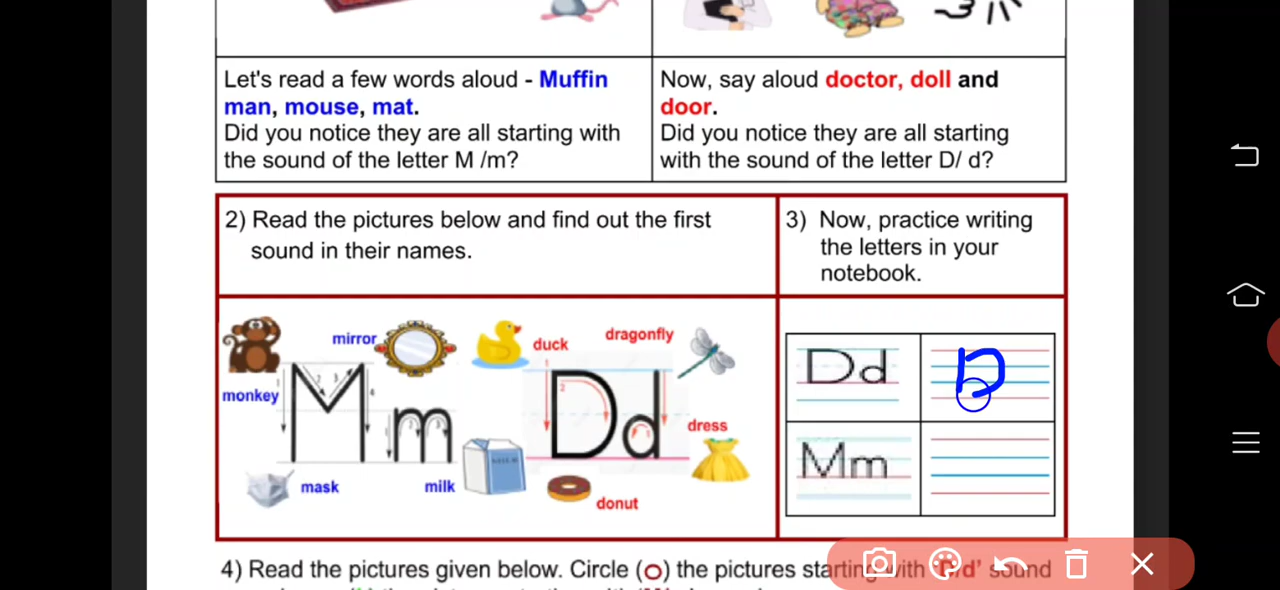 Let's read a few words aloud - Muffin
man, mouse, mat.
Did you notice they are all starting with
the sound of the letter M /m?
Now, say aloud doctor, doll and
door.
Did you notice they are all starting
with the sound of the letter D/ d?
2) Read the pictures below and find out the first
sound in their names.
3) Now, practice writing
the letters in your
notebook.
monkey
mirror
Mm
mask
milk
duck
dragonfly
Dd
dress
donut
Dd
D
Mm
4) Read the pictures given below. Circle (o) the pictures starting with 'D/d' sound